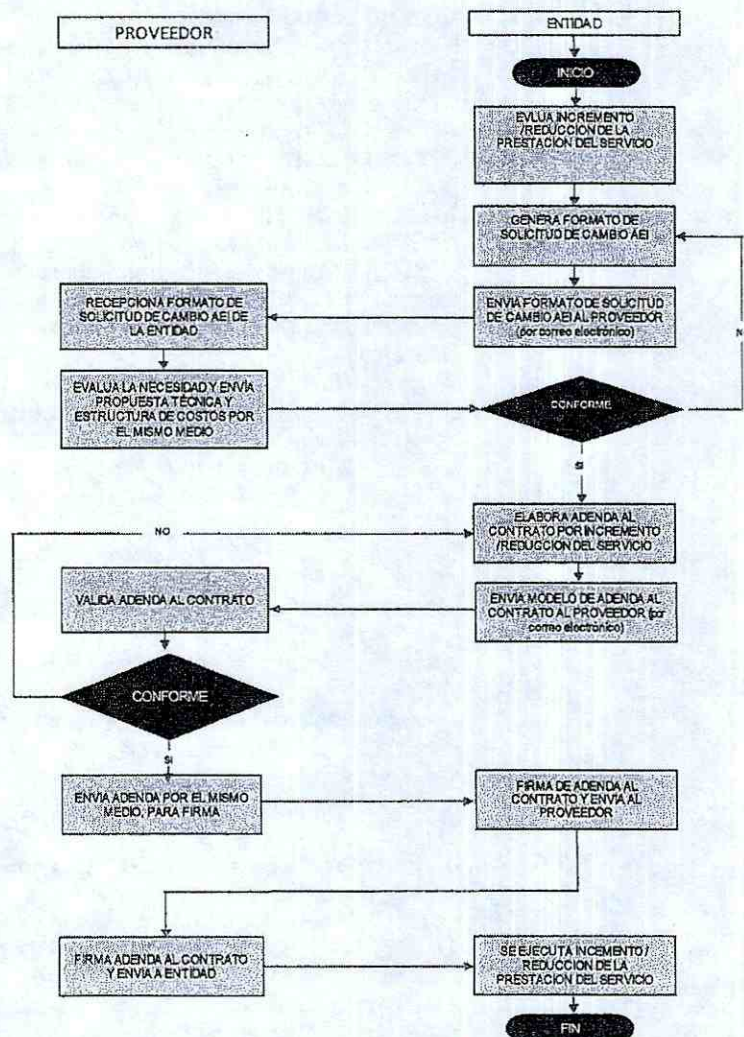 PROVEEDOR
ENTIDAD
INICIO
EVLUA INCREMENTO
/REDUCCION DE LA
PRESTACION DEL SERVICIO
GENERA FORMATO DE
SOLICITUD DE CAMBIO AEI
ENVIA FORMATO DE SOLICITUD
DE CAMBIO AEI AL PROVEEDOR
(por correo electrónico)
RECEPCIONA FORMATO DE
SOLICITUD DE CAMBIO AEI DE
LA ENTIDAD
N
EVALUA LA NECESIDAD Y ENVÍA
PROPUESTA TÉCNICA Y
ESTRUCTURA DE COSTOS POR
EL MISMO MEDIO
CONFORME
SI
ELABORA ADENDA AL
CONTRATO POR INCREMENTO
/REDUCCION DEL SERVICIO
NO
ENVIA MODELO DE ADENDA AL
CONTRATO AL PROVEEDOR (por
correo electrónico)
VALIDA ADENDA AL CONTRATO
CONFORME
SI
ENVIA ADENDA POR EL MISMO
MEDIO, PARA FIRMA
FIRMA DE ADENDA AL
CONTRATO Y ENVIA AL
PROVEEDOR
FIRMA ADENDA AL CONTRATO
Y ENVIA A ENTIDAD
SE EJECUTA INCEMENTO /
REDUCCION DE LA
PRESTACION DEL SERVICIO
FIN